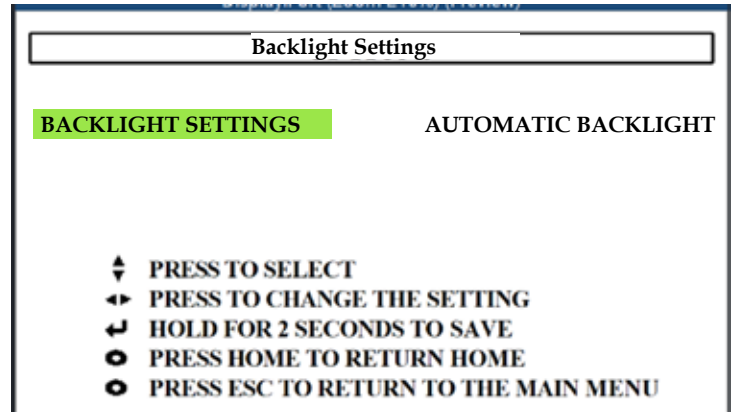 Backlight Settings
BACKLIGHT SETTINGS AUTOMATIC BACKLIGHT
PRESS TO SELECT
PRESS TO CHANGE THE SETTING
HOLD FOR 2 SECONDS TO SAVE
PRESS HOME TO RETURN HOME
PRESS ESC TO RETURN TO THE MAIN MENU